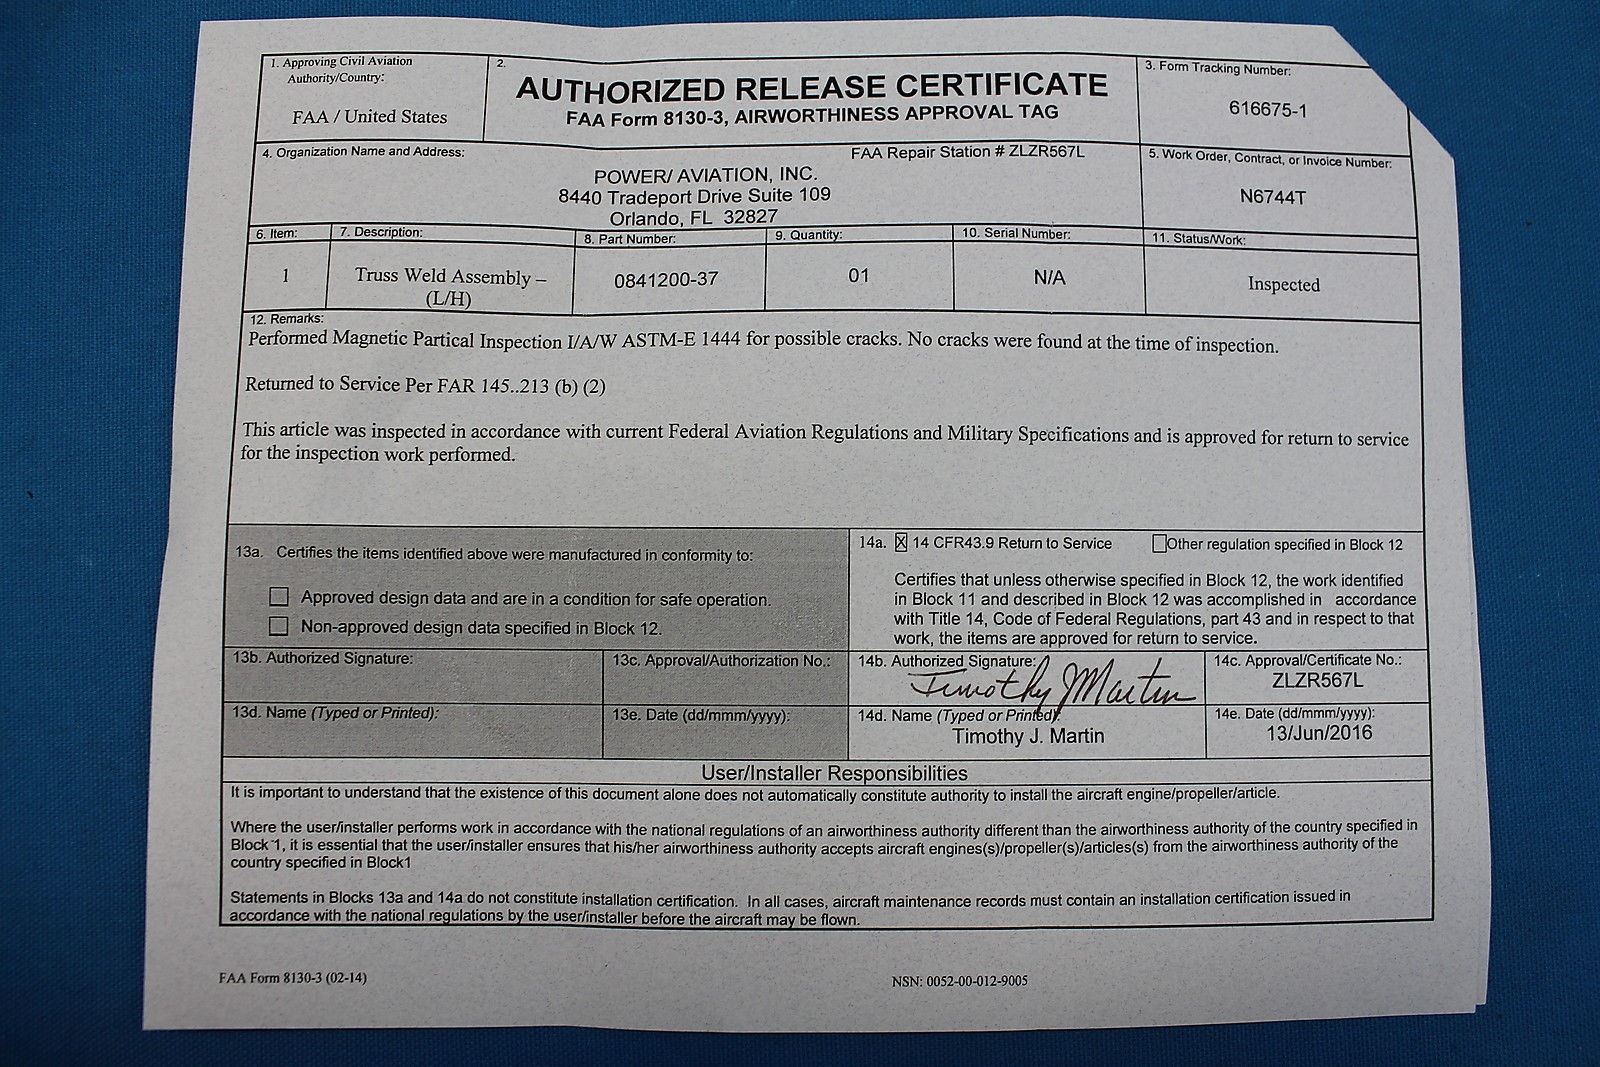 1. Approving Civil Aviation
Authority/Country:
FAA / United States
2.
AUTHORIZED RELEASE CERTIFICATE
FAA Form 8130-3, AIRWORTHINESS APPROVAL TAG
3. Form Tracking Number:
616675-1
4. Organization Name and Address:
FAA Repair Station # ZLZR567L
POWER/ AVIATION, INC.
8440 Tradeport Drive Suite 109
Orlando, FL 32827
5. Work Order, Contract, or Invoice Number:
N6744T
6. Item:
7. Description:
8. Part Number:
9. Quantity:
10. Serial Number:
11. Status/Work:
1
Truss Weld Assembly –
(L/H)
0841200-37
01
N/A
Inspected
12. Remarks:
Performed Magnetic Partical Inspection I/A/W ASTM-E 1444 for possible cracks. No cracks were found at the time of inspection.
Returned to Service Per FAR 145..213 (b) (2)
This article was inspected in accordance with current Federal Aviation Regulations and Military Specifications and is approved for return to service
for the inspection work performed.
13a. Certifies the items identified above were manufactured in conformity to:
Approved design data and are in a condition for safe operation.
Non-approved design data specified in Block 12.
14a. ☒ 14 CFR43.9 Return to Service ☐ Other regulation specified in Block 12
Certifies that unless otherwise specified in Block 12, the work identified
in Block 11 and described in Block 12 was accomplished in accordance
with Title 14, Code of Federal Regulations, part 43 and in respect to that
work, the items are approved for return to service.
13b. Authorized Signature:
13c. Approval/Authorization No.:
14b. Authorized Signature:
Timothy J Martin
14c. Approval/Certificate No.:
ZLZR567L
13d. Name (Typed or Printed):
13e. Date (dd/mmm/yyyy):
14d. Name (Typed or Printed):
Timothy J. Martin
14e. Date (dd/mmm/yyyy):
13/Jun/2016
User/Installer Responsibilities
It is important to understand that the existence of this document alone does not automatically constitute authority to install the aircraft engine/propeller/article.
Where the user/installer performs work in accordance with the national regulations of an airworthiness authority different than the airworthiness authority of the country specified in
Block 1, it is essential that the user/installer ensures that his/her airworthiness authority accepts aircraft engines(s)/propeller(s)/articles(s) from the airworthiness authority of the
country specified in Block1
Statements in Blocks 13a and 14a do not constitute installation certification. In all cases, aircraft maintenance records must contain an installation certification issued in
accordance with the national regulations by the user/installer before the aircraft may be flown.
FAA Form 8130-3 (02-14)
NSN: 0052-00-012-9005